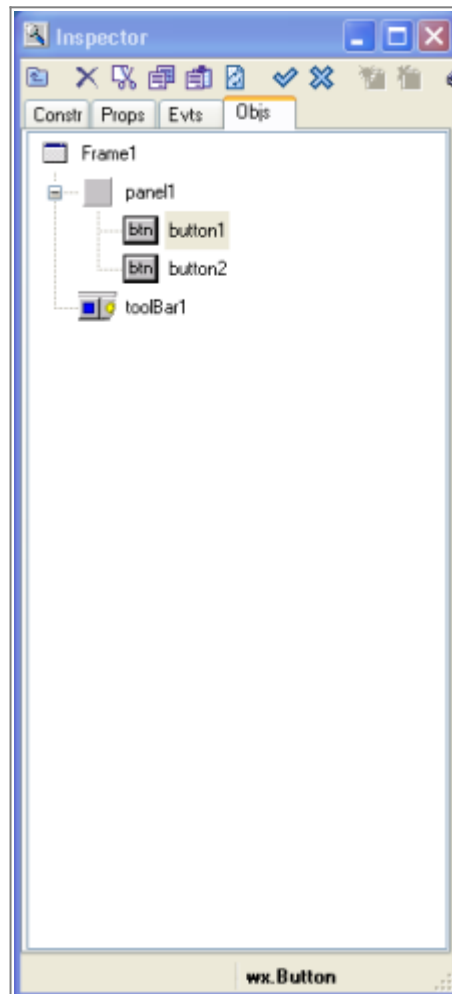 Inspector
Constr Props Evts Objs
Frame1
panel1
btn button1
btn button2
toolBar1
wx.Button